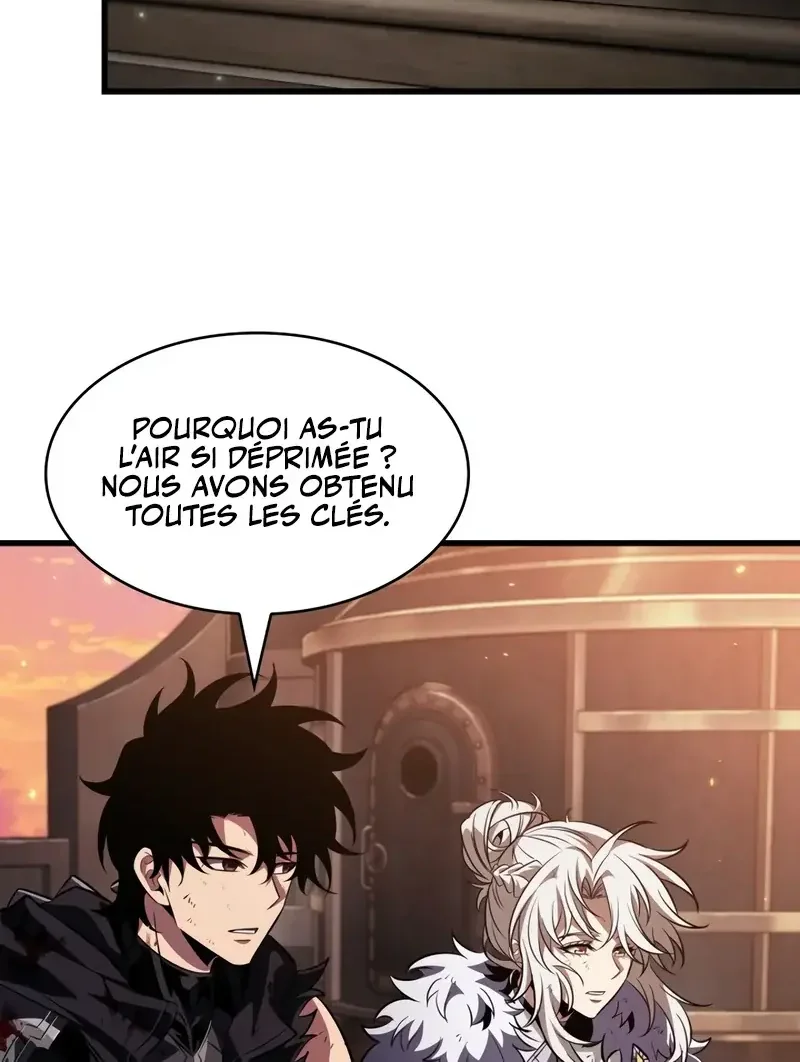 POURQUOI AS-TU
L'AIR SI DÉPRIMÉE ?
NOUS AVONS OBTENU
TOUTES LES CLÉS.